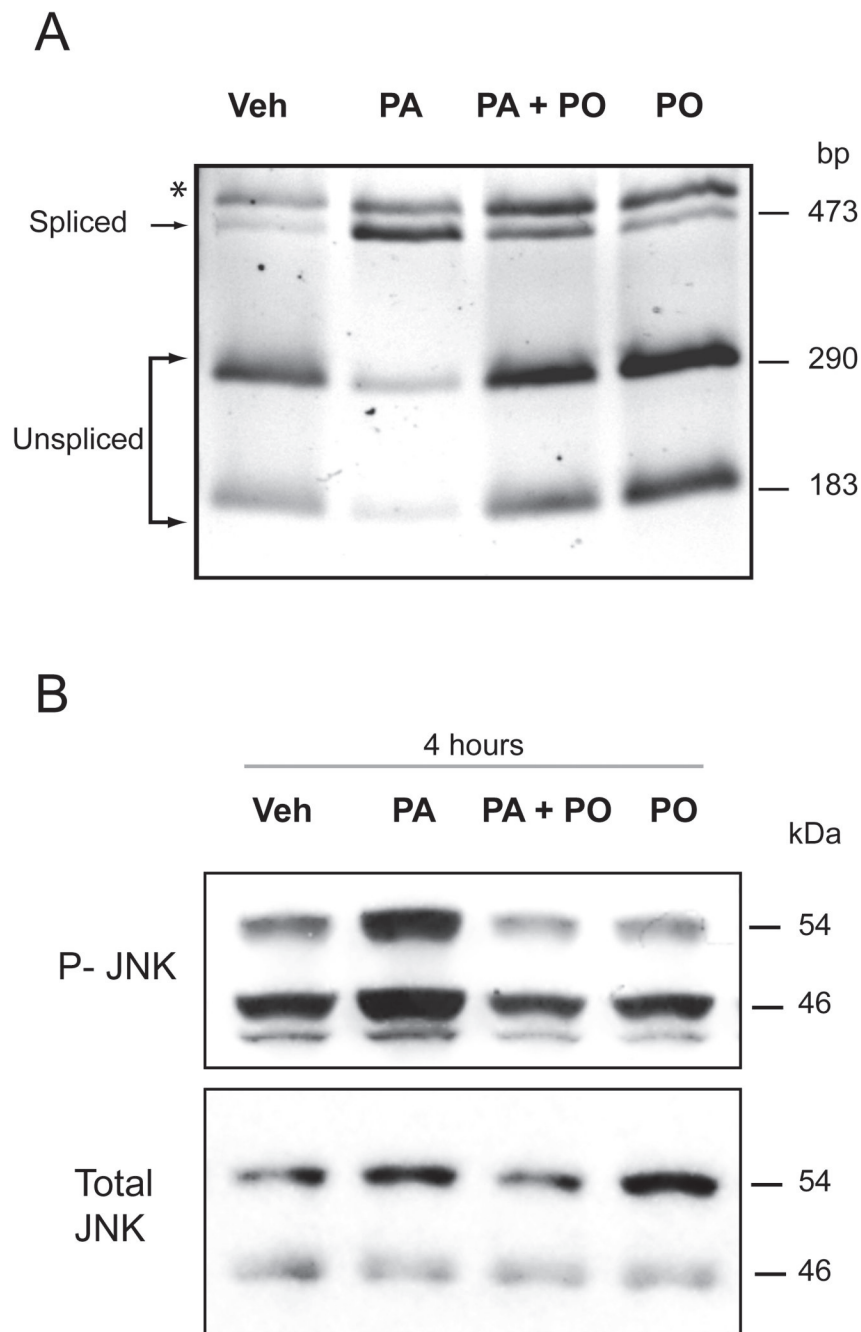 A
Veh PA PA + PO PO
bp
*
473
Spliced
290
Unspliced
183
B
4 hours
Veh PA PA + PO PO
kDa
P- JNK
54
46
Total
JNK
54
46